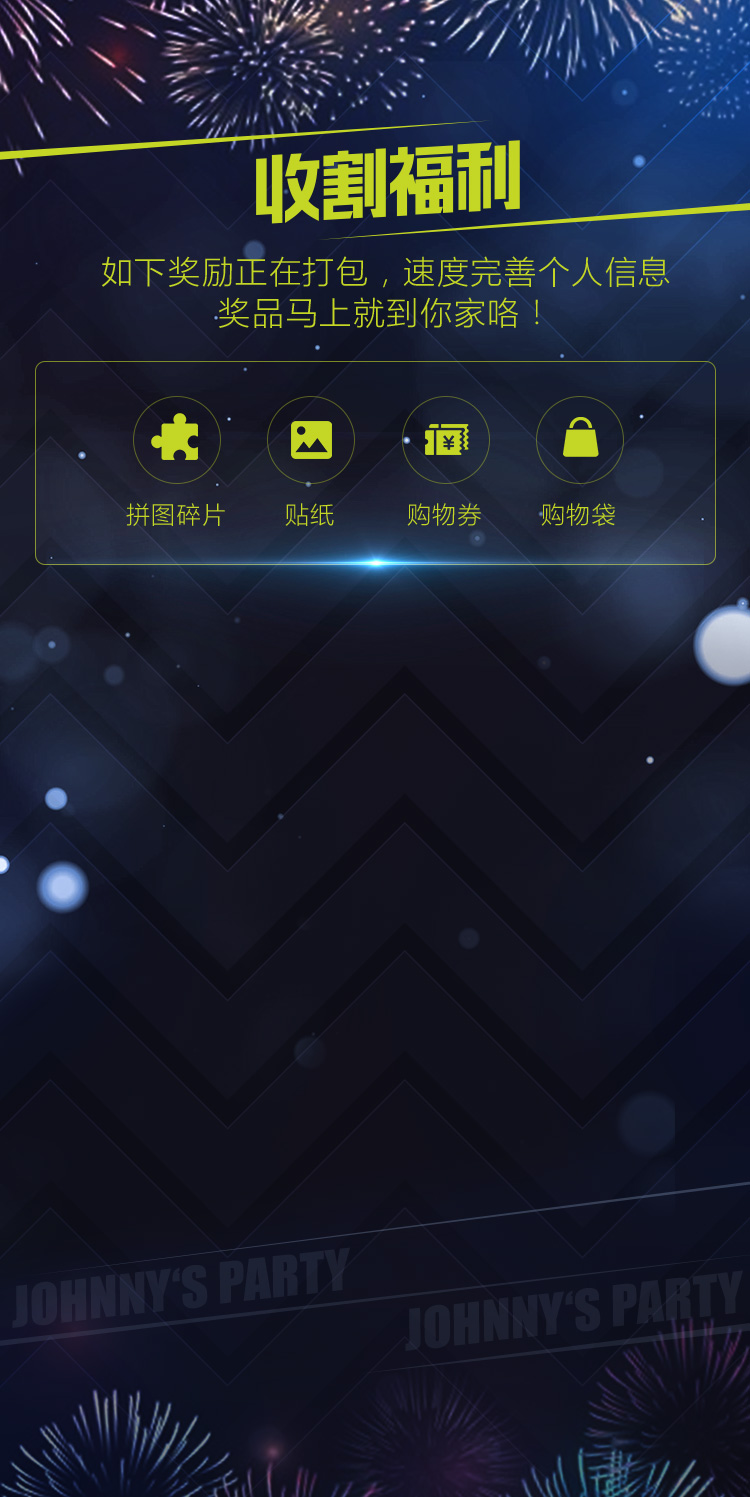 收割福利
如下奖励正在打包，速度完善个人信息
奖品马上就到你家咯！
¥
拼图碎片 贴纸 购物券 购物袋
JOHNNY‘S PARTY
JOHNNY‘S PARTY